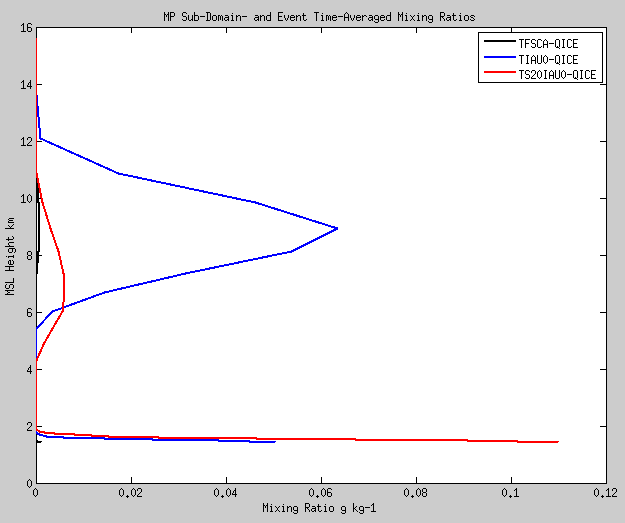 MP Sub-Domain- and Event Time-Averaged Mixing Ratios
TFSCA-QICE
TIAU0-QICE
TS20IAU0-QICE
16
14
12
10
8
6
4
2
0
MSL Height km
0 0.02 0.04 0.06 0.08 0.1 0.12
Mixing Ratio g kg-1